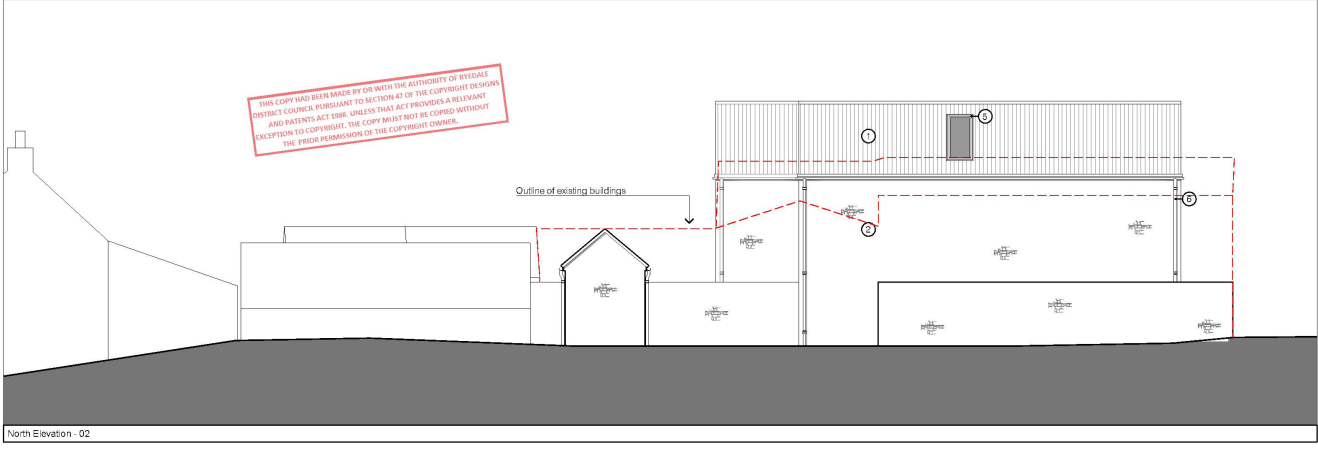 THIS COPY HAD BEEN MADE BY OR WITH THE AUTHORITY OF RYEDALE
DISTRICT COUNCIL PURSUANT TO SECTION 47 OF THE COPYRIGHT DESIGNS
AND PATENTS ACT 1988. UNLESS THAT ACT PROVIDES A RELEVANT
EXCEPTION TO COPYRIGHT. THE COPY MUST NOT BE COPIED WITHOUT
THE PRIOR PERMISSION OF THE COPYRIGHT OWNER.
5
1
Outline of existing buildings
6
2
North Elevation - 02